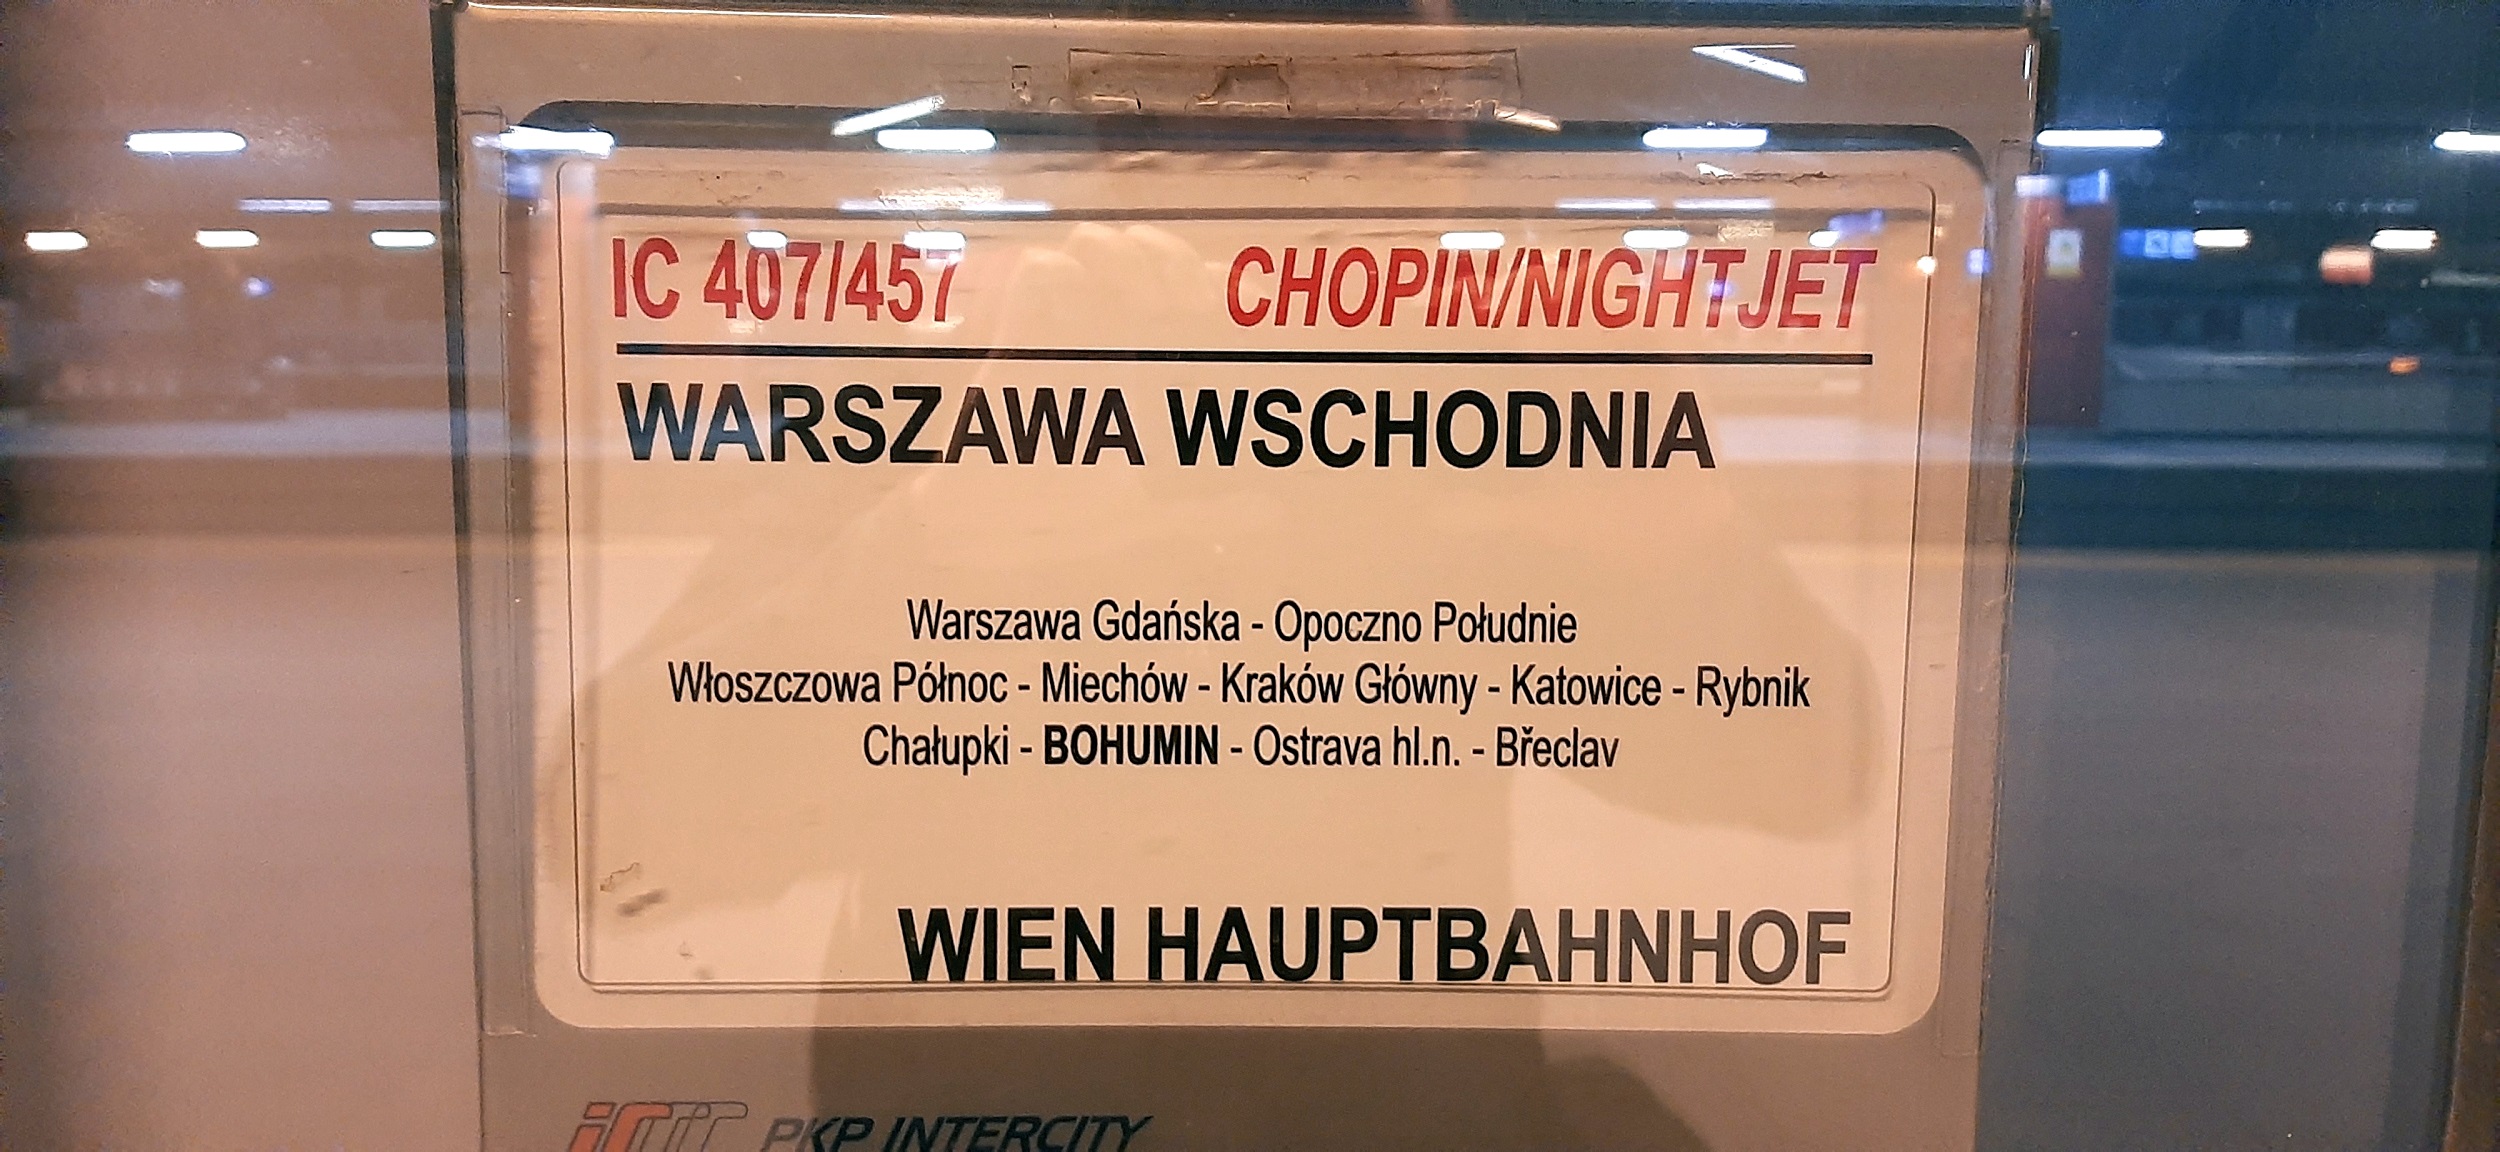 IC 407/457 CHOPIN/NIGHTJET
WARSZAWA WSCHODNIA
Warszawa Gdańska - Opoczno Południe
Włoszczowa Północ - Miechów - Kraków Główny - Katowice - Rybnik
Chałupki - BOHUMIN - Ostrava hl.n. - Břeclav
WIEN HAUPTBAHNHOF
IC PKP INTERCITY